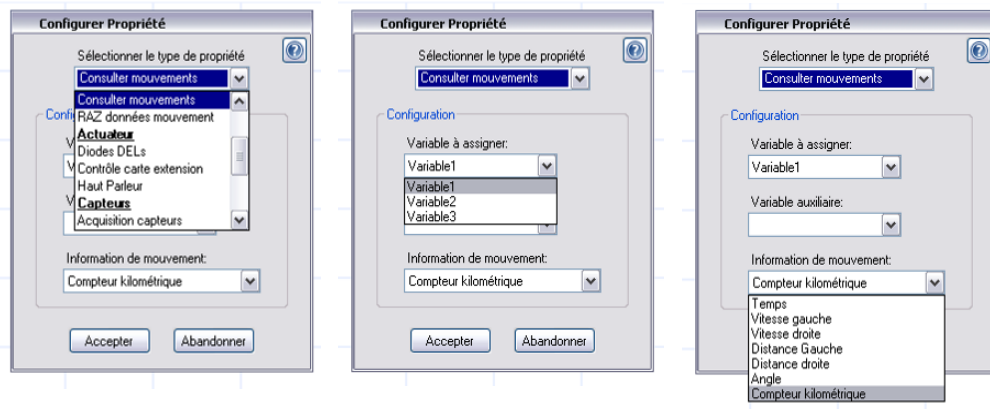 Configurer Propriété
Sélectionner le type de propriété
Consulter mouvements
Consulter mouvements
RAZ données mouvement
Actuateur
Diodes DELs
Contrôle carte extension
Haut Parleur
Capteurs
Acquisition capteurs
Information de mouvement:
Compteur kilométrique
Accepter
Abandonner
Configurer Propriété
Sélectionner le type de propriété
Consulter mouvements
Configuration
Variable à assigner:
Variable1
Variable1
Variable2
Variable3
Information de mouvement:
Compteur kilométrique
Accepter
Abandonner
Configurer Propriété
Sélectionner le type de propriété
Consulter mouvements
Configuration
Variable à assigner:
Variable1
Variable auxiliaire:
Information de mouvement:
Compteur kilométrique
Temps
Vitesse gauche
Vitesse droite
Distance Gauche
Distance droite
Angle
Compteur kilométrique